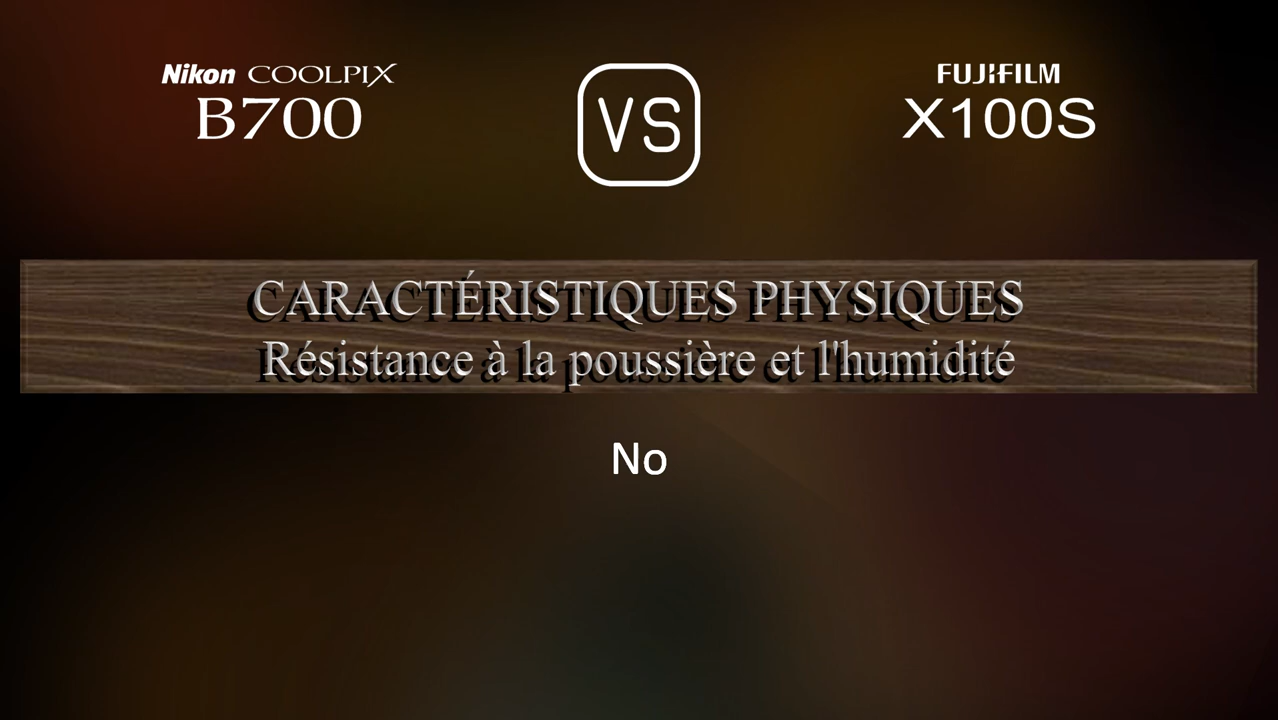 Nikon COOLPIX
B700
VS
FUJIFILM
X100S
CARACTÉRISTIQUES PHYSIQUES
Résistance à la poussière et l'humidité
No